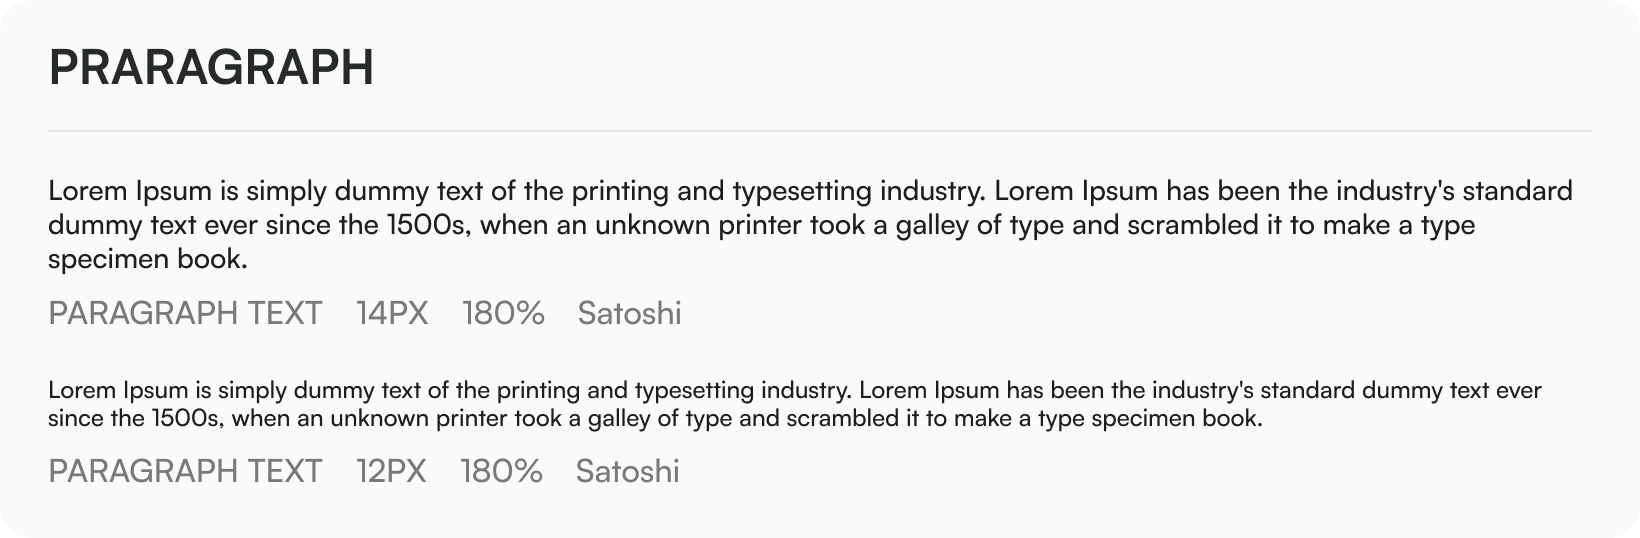 PRARAGRAPH
Lorem Ipsum is simply dummy text of the printing and typesetting industry. Lorem Ipsum has been the industry's standard
dummy text ever since the 1500s, when an unknown printer took a galley of type and scrambled it to make a type
specimen book.
PARAGRAPH TEXT 14PX 180% Satoshi
Lorem Ipsum is simply dummy text of the printing and typesetting industry. Lorem Ipsum has been the industry's standard dummy text ever
since the 1500s, when an unknown printer took a galley of type and scrambled it to make a type specimen book.
PARAGRAPH TEXT 12PX 180% Satoshi